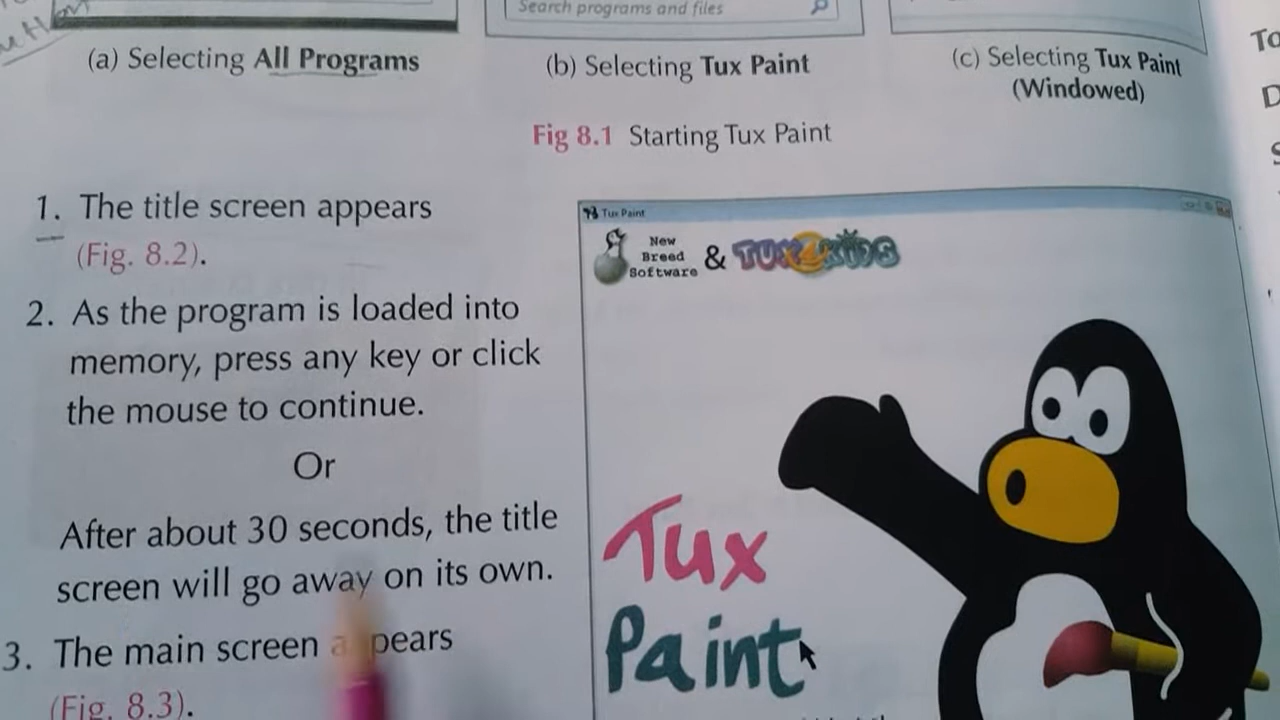 Search programs and files
(a) Selecting All Programs
(b) Selecting Tux Paint
(c) Selecting Tux Paint
(Windowed)
Fig 8.1 Starting Tux Paint
1. The title screen appears
(Fig. 8.2).
2. As the program is loaded into
memory, press any key or click
the mouse to continue.
Or
After about 30 seconds, the title
screen will go away on its own.
3. The main screen appears
(Fig. 8.3).
Tux Paint
New
Breed
Software
& TUX4KIDS
Tux
Paint
To
D
S